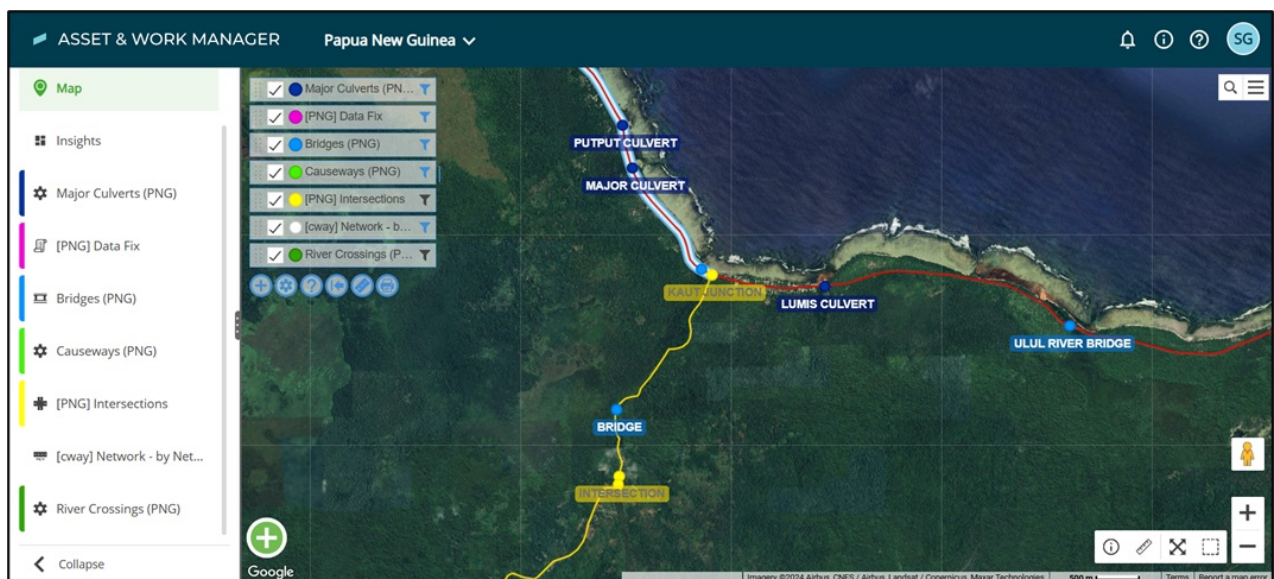 ASSET & WORK MANAGER
Papua New Guinea
SG
Map
Insights
Major Culverts (PNG)
[PNG] Data Fix
Bridges (PNG)
Causeways (PNG)
[PNG] Intersections
[cway] Network - by Net...
River Crossings (PNG)
Collapse
Major Culverts (PN...
[PNG] Data Fix
Bridges (PNG)
Causeways (PNG)
[PNG] Intersections
[cway] Network - b...
River Crossings (P...
PUTPUT CULVERT
MAJOR CULVERT
KAUT JUNCTION
LUMIS CULVERT
ULUL RIVER BRIDGE
BRIDGE
INTERSECTION
Google
Imagery ©2024 Airbus, CNES / Airbus, Landsat / Copernicus, Maxar Technologies
500 m
Terms
Report a map error